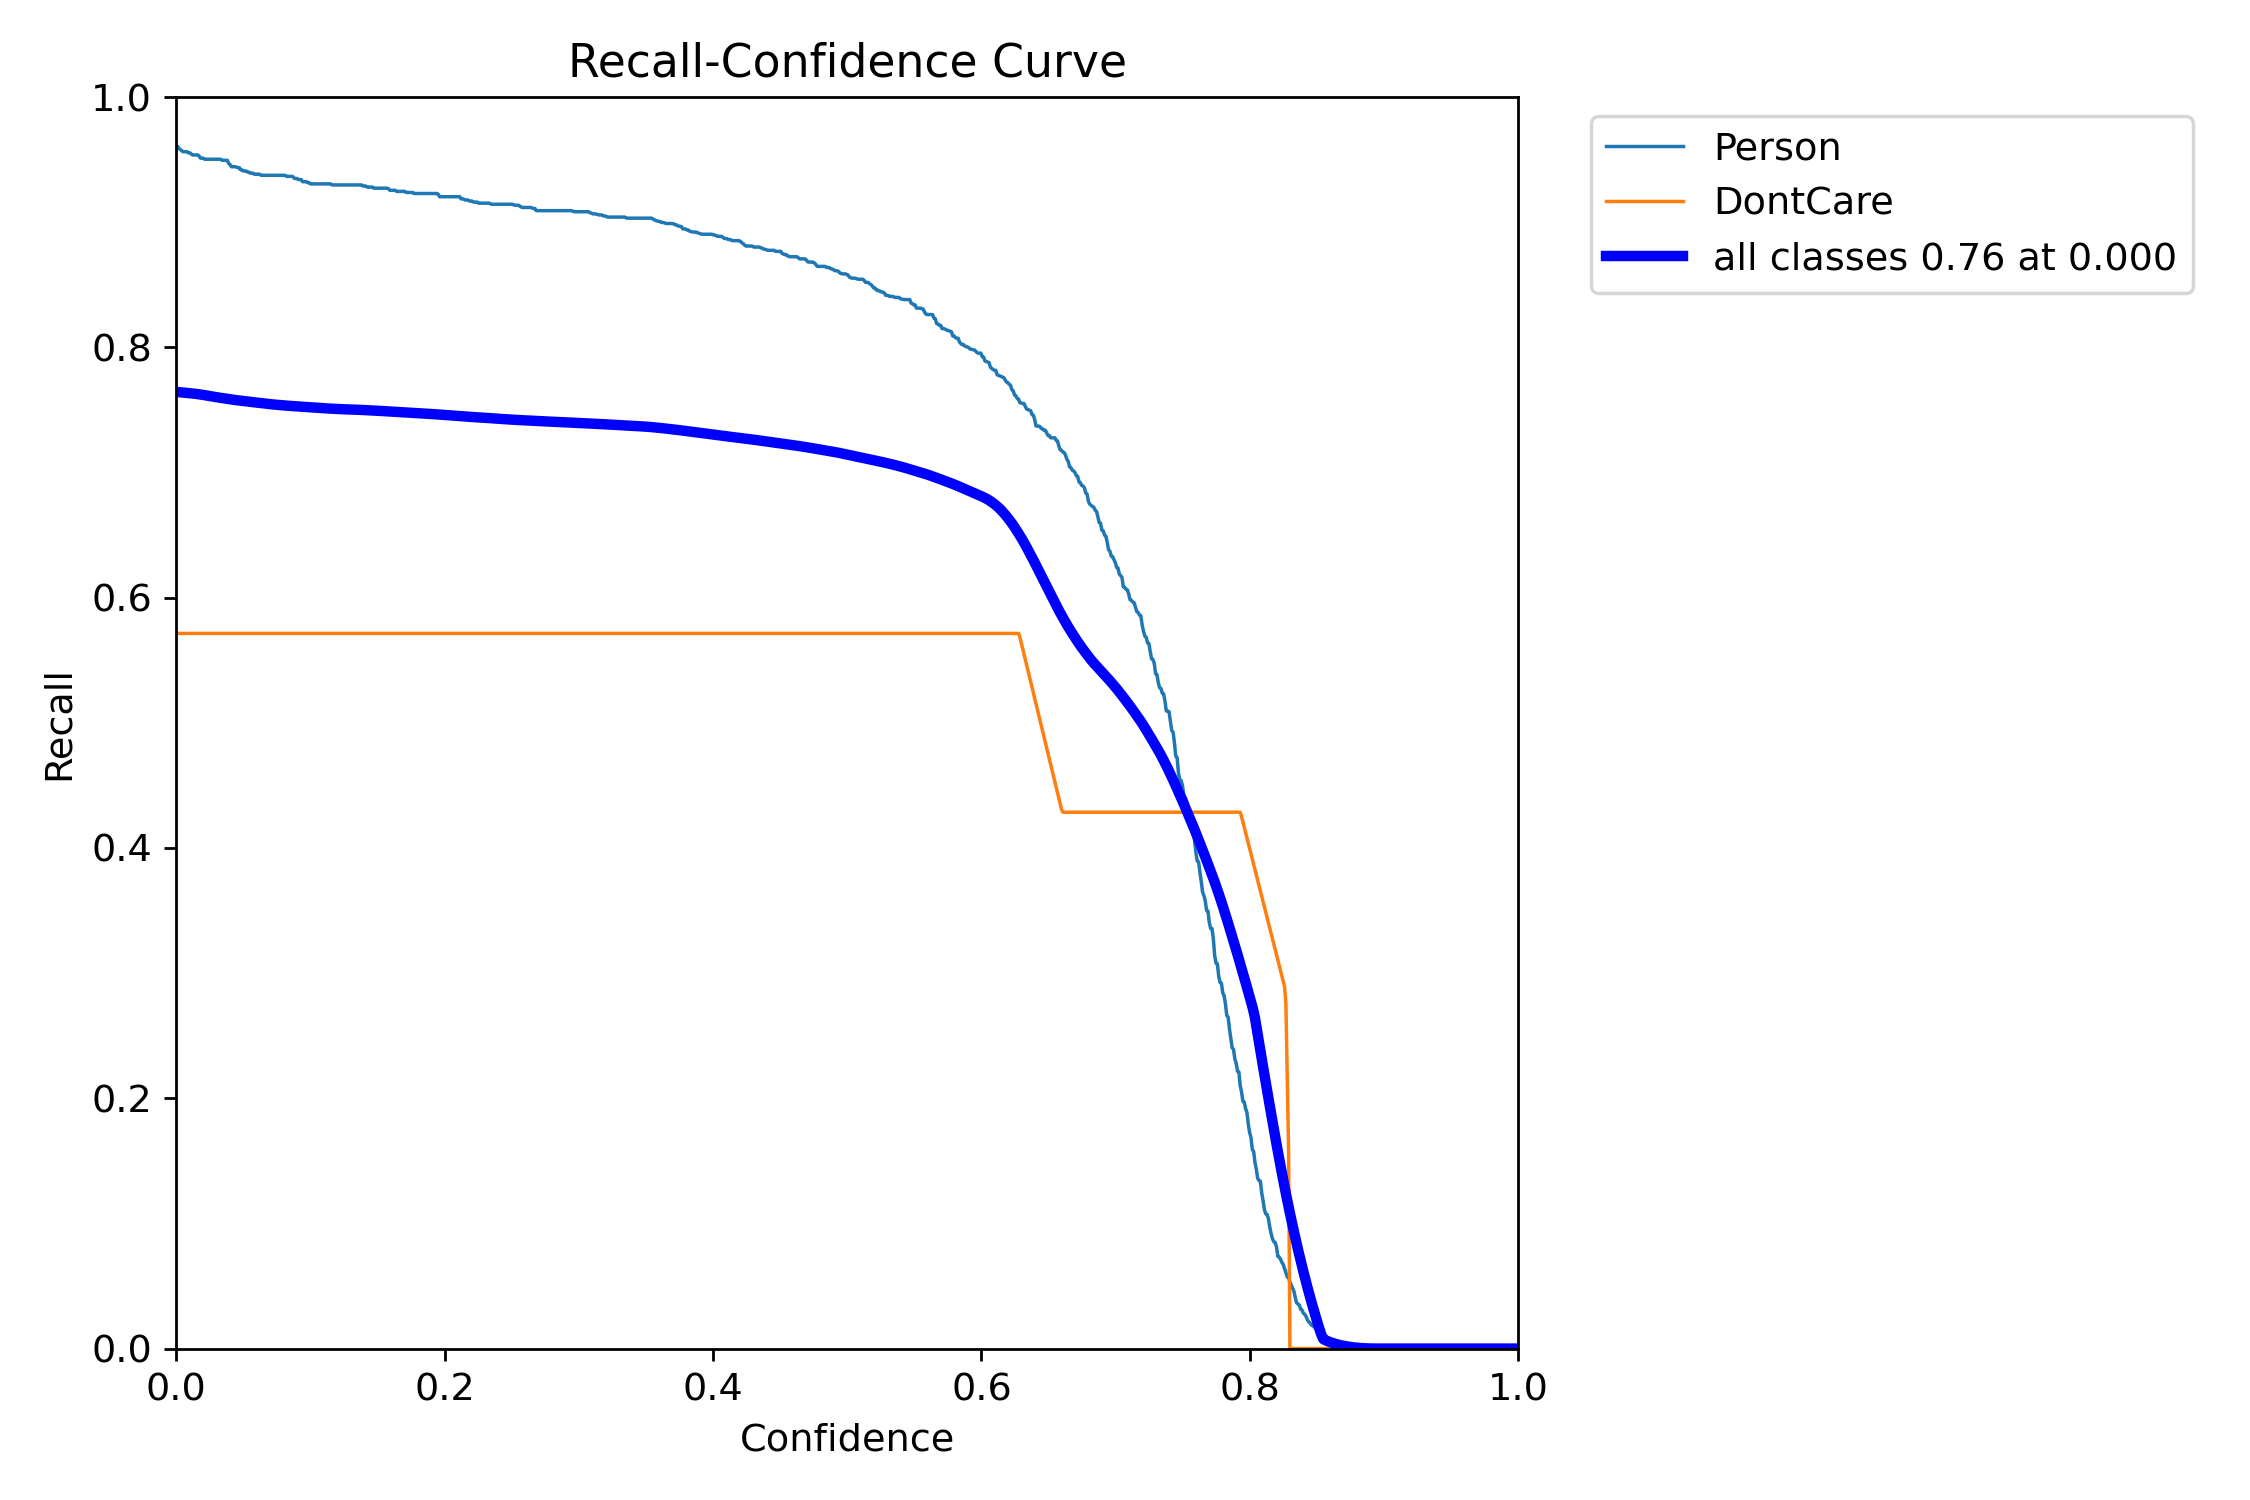 Recall-Confidence Curve
1.0
0.8
0.6
0.4
0.2
0.0
Recall
0.0 0.2 0.4 0.6 0.8 1.0
Confidence
Person
DontCare
all classes 0.76 at 0.000